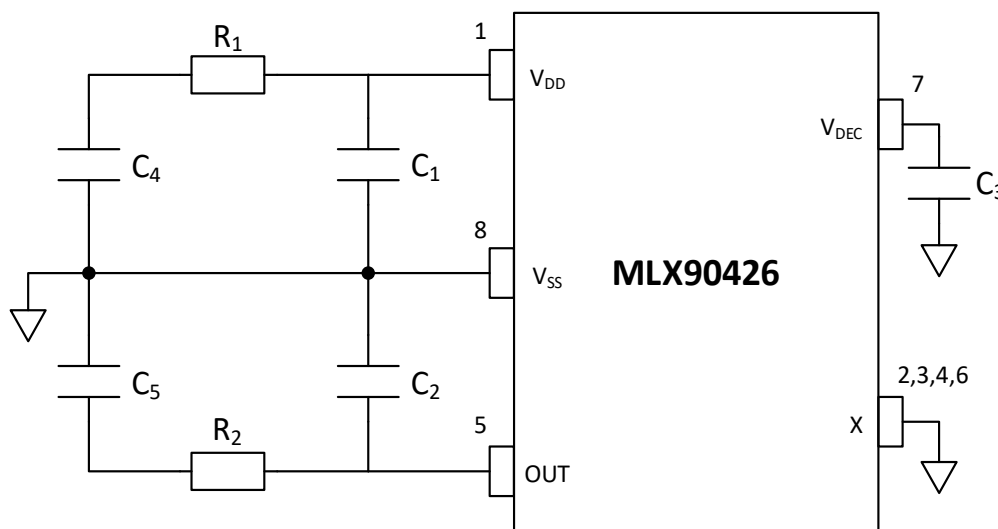 R1
1
VDD
7
VDEC
C4
C1
C3
8
VSS
MLX90426
C5
C2
2,3,4,6
R2
5
X
OUT